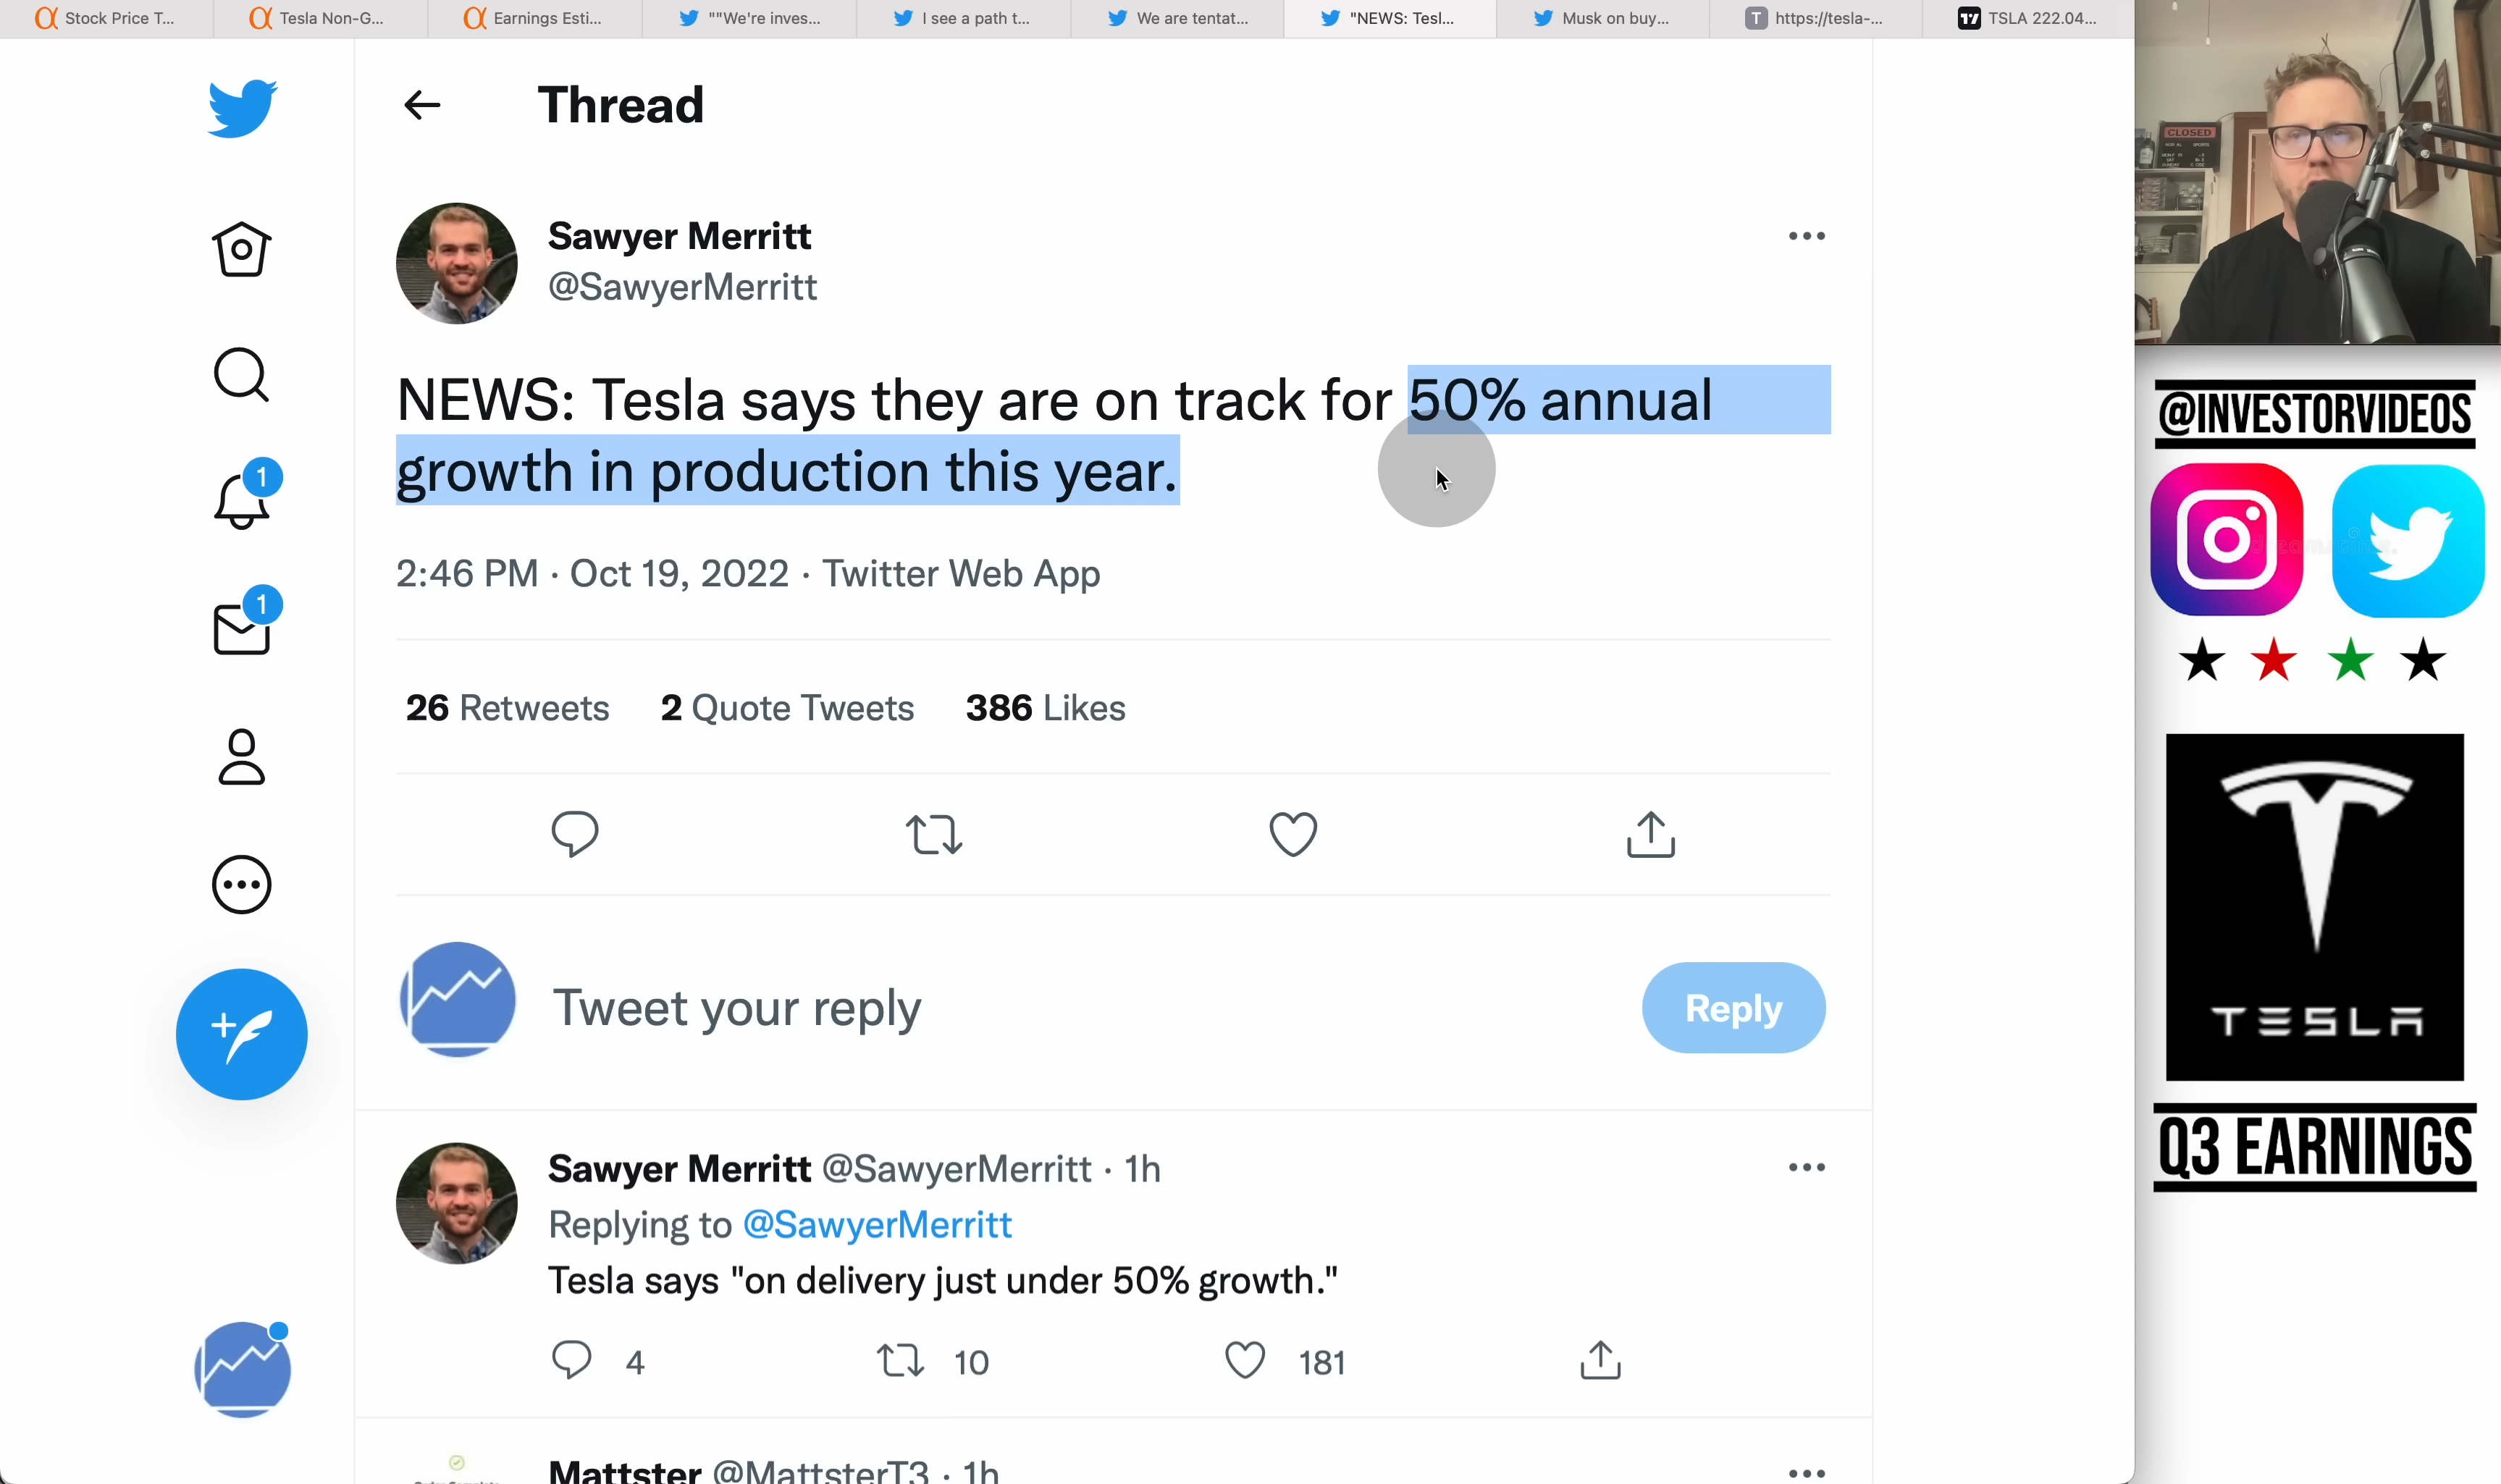 Stock Price T...
Tesla Non-G...
Earnings Esti...
""We're inves...
I see a path t...
We are tentat...
"NEWS: Tesl...
Musk on buy...
T https://tesla-...
TSLA 222.04...
Thread
Sawyer Merritt
@SawyerMerritt
NEWS: Tesla says they are on track for 50% annual
growth in production this year.
2:46 PM · Oct 19, 2022 · Twitter Web App
26 Retweets 2 Quote Tweets 386 Likes
1
1
Tweet your reply
Reply
Sawyer Merritt @SawyerMerritt · 1h
Replying to @SawyerMerritt
Tesla says "on delivery just under 50% growth."
4 10 181
Mattster @MattsterT3 · 1h
CLOSED
@INVESTORVIDEOS
TESLA
Q3 EARNINGS